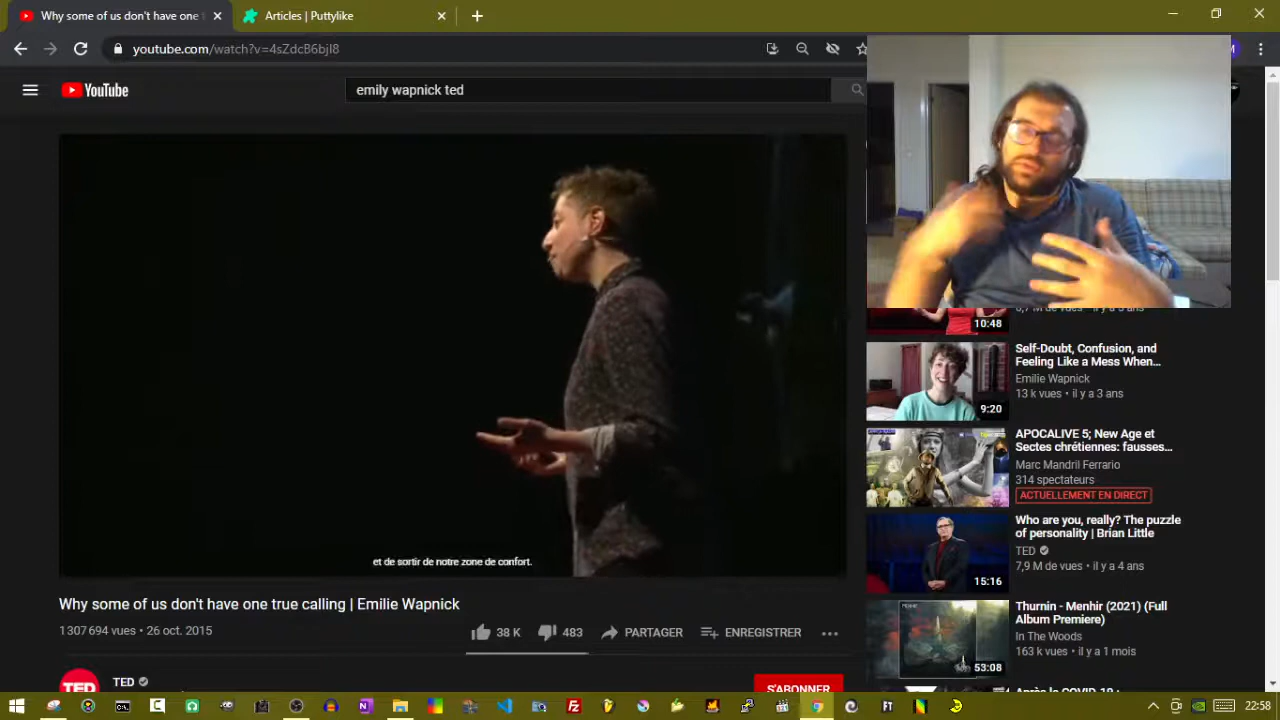 Why some of us don't have one
Articles | Puttylike
youtube.com/watch?v=4sZdcB6bjI8
YouTube
emily wapnick ted
et de sortir de notre zone de confort.
Why some of us don't have one true calling | Emilie Wapnick
1 307 694 vues • 26 oct. 2015
38 K
483
PARTAGER
ENREGISTRER
TED
TED
S'ABONNER
10:48
Self-Doubt, Confusion, and
Feeling Like a Mess When...
Emilie Wapnick
13 k vues • il y a 3 ans
9:20
APOCALIVE 5; New Age et
Sectes chrétiennes: fausses...
Marc Mandril Ferrario
314 spectateurs
ACTUELLEMENT EN DIRECT
Who are you, really? The puzzle
of personality | Brian Little
TED
7,9 M de vues • il y a 4 ans
15:16
Thurnin - Menhir (2021) (Full
Album Premiere)
In The Woods
163 k vues • il y a 1 mois
53:08
22:58